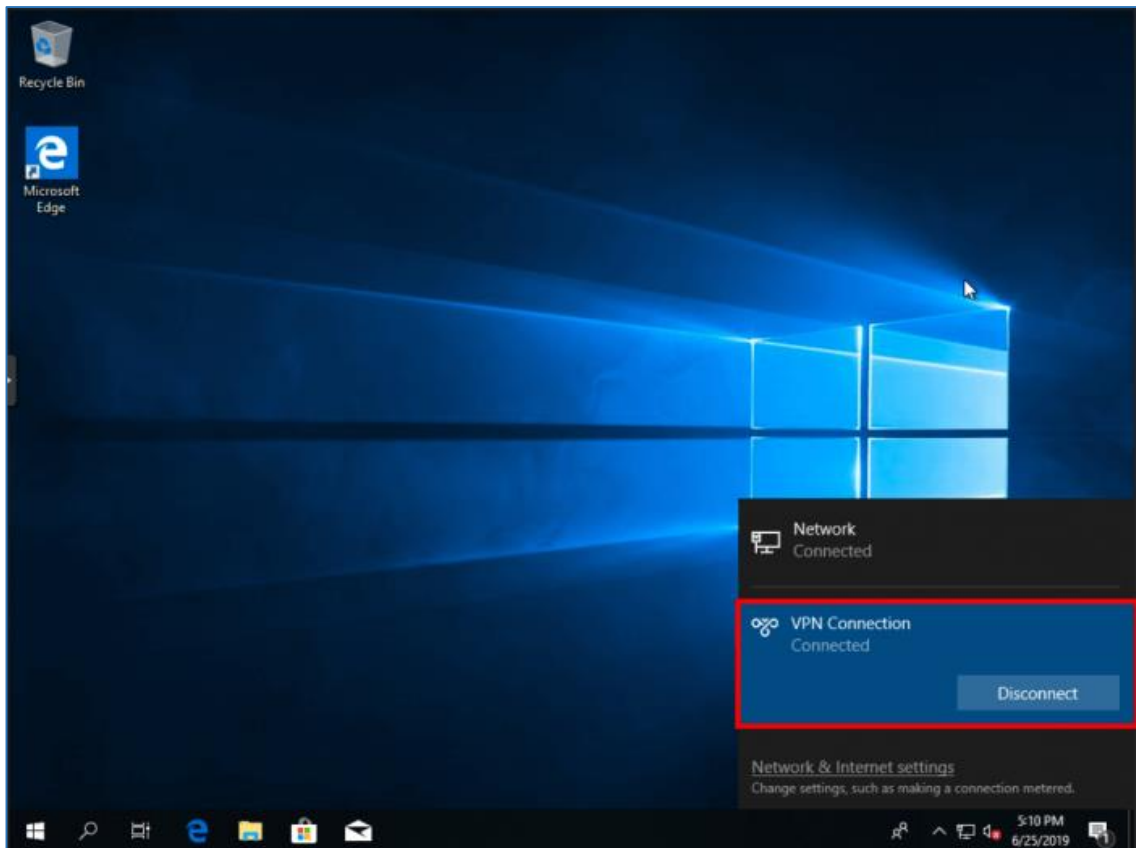 Recycle Bin
Microsoft
Edge
Network
Connected
VPN Connection
Connected
Disconnect
Network & Internet settings
Change settings, such as making a connection metered.
5:10 PM
6/25/2019
1